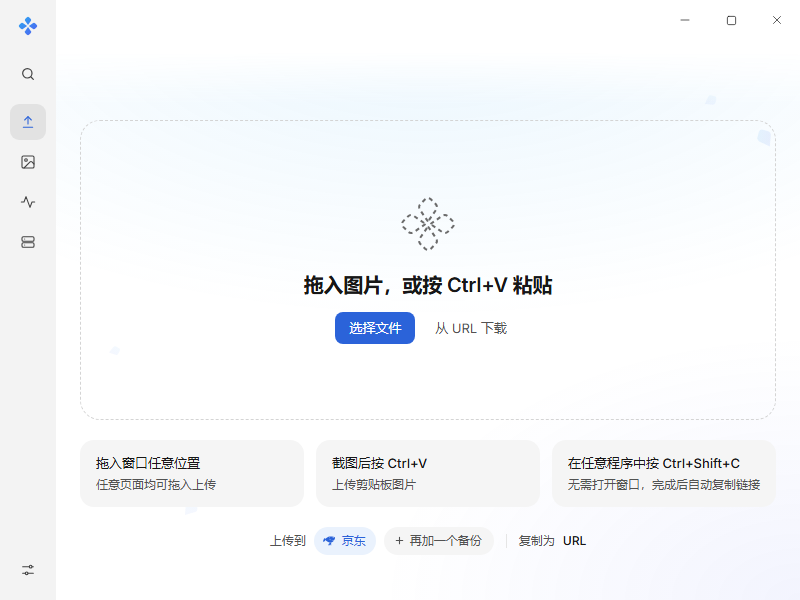 拖入图片，或按 Ctrl+V 粘贴
选择文件
从 URL 下载
拖入窗口任意位置
任意页面均可拖入上传
截图后按 Ctrl+V
上传剪贴板图片
在任意程序中按 Ctrl+Shift+C
无需打开窗口，完成后自动复制链接
上传到 京东 + 再加一个备份 复制为 URL